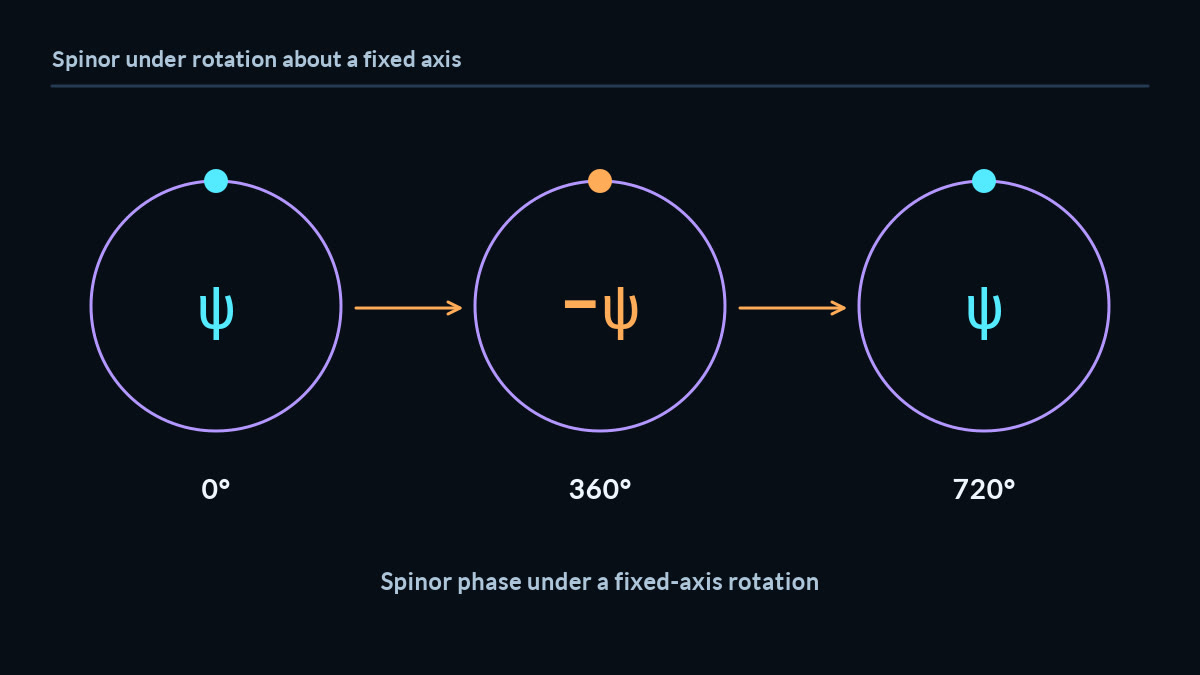 Spinor under rotation about a fixed axis
ψ −ψ ψ
0° 360° 720°
Spinor phase under a fixed-axis rotation